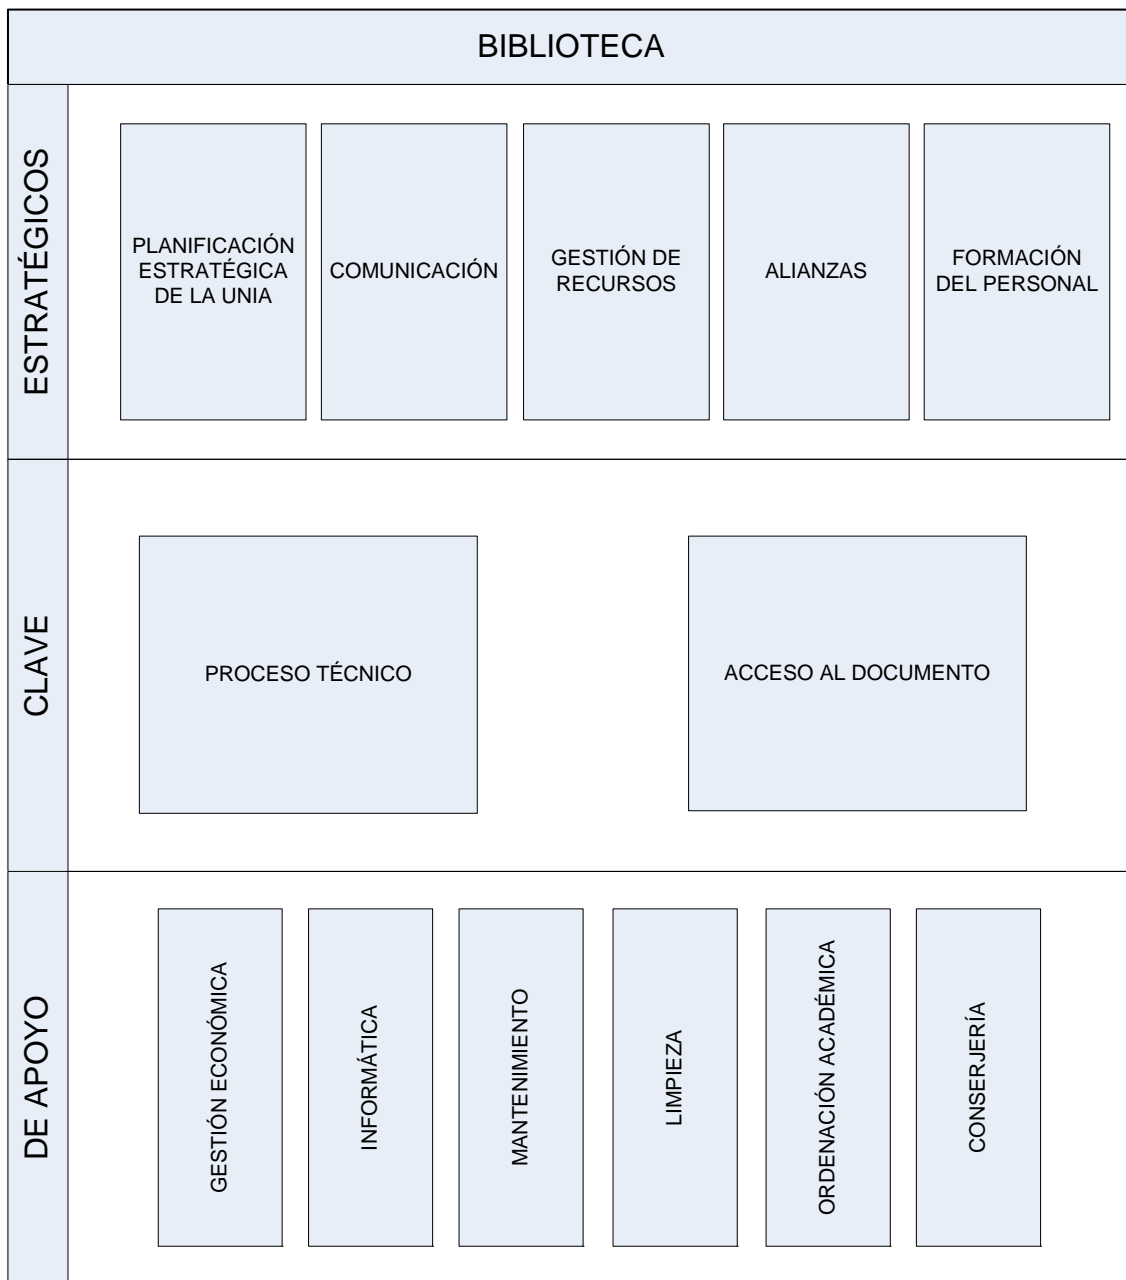 BIBLIOTECA
ESTRATÉGICOS
PLANIFICACIÓN
ESTRATÉGICA
DE LA UNIA
COMUNICACIÓN
GESTIÓN DE
RECURSOS
ALIANZAS
FORMACIÓN
DEL PERSONAL
CLAVE
PROCESO TÉCNICO
ACCESO AL DOCUMENTO
DE APOYO
GESTIÓN ECONÓMICA
INFORMÁTICA
MANTENIMIENTO
LIMPIEZA
ORDENACIÓN ACADÉMICA
CONSERJERÍA